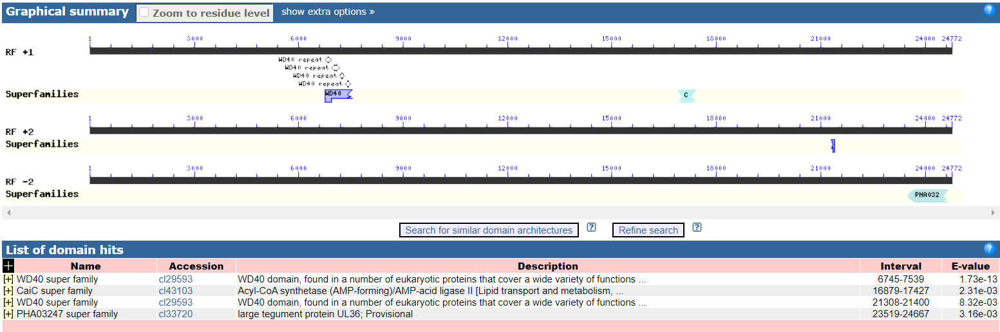 Graphical summary Zoom to residue level show extra options » ?
1 3000 6000 9000 12000 15000 18000 21000 24000 24772
RF +1
WD40 repeat
WD40 repeat
WD40 repeat
WD40 repeat
Superfamilies WD40 C
1 3000 6000 9000 12000 15000 18000 21000 24000 24772
RF +2
Superfamilies
1 3000 6000 9000 12000 15000 18000 21000 24000 24772
RF -2
Superfamilies PHA032
Search for similar domain architectures ? Refine search ?
List of domain hits ?
+ Name Accession Description Interval E-value
[+] WD40 super family cl29593 WD40 domain, found in a number of eukaryotic proteins that cover a wide variety of functions ... 6745-7539 1.73e-13
[+] CaiC super family cl43103 Acyl-CoA synthetase (AMP-forming)/AMP-acid ligase II [Lipid transport and metabolism, ... 16879-17427 2.31e-03
[+] WD40 super family cl29593 WD40 domain, found in a number of eukaryotic proteins that cover a wide variety of functions ... 21308-21400 8.32e-03
[+] PHA03247 super family cl33720 large tegument protein UL36; Provisional 23519-24667 3.16e-03